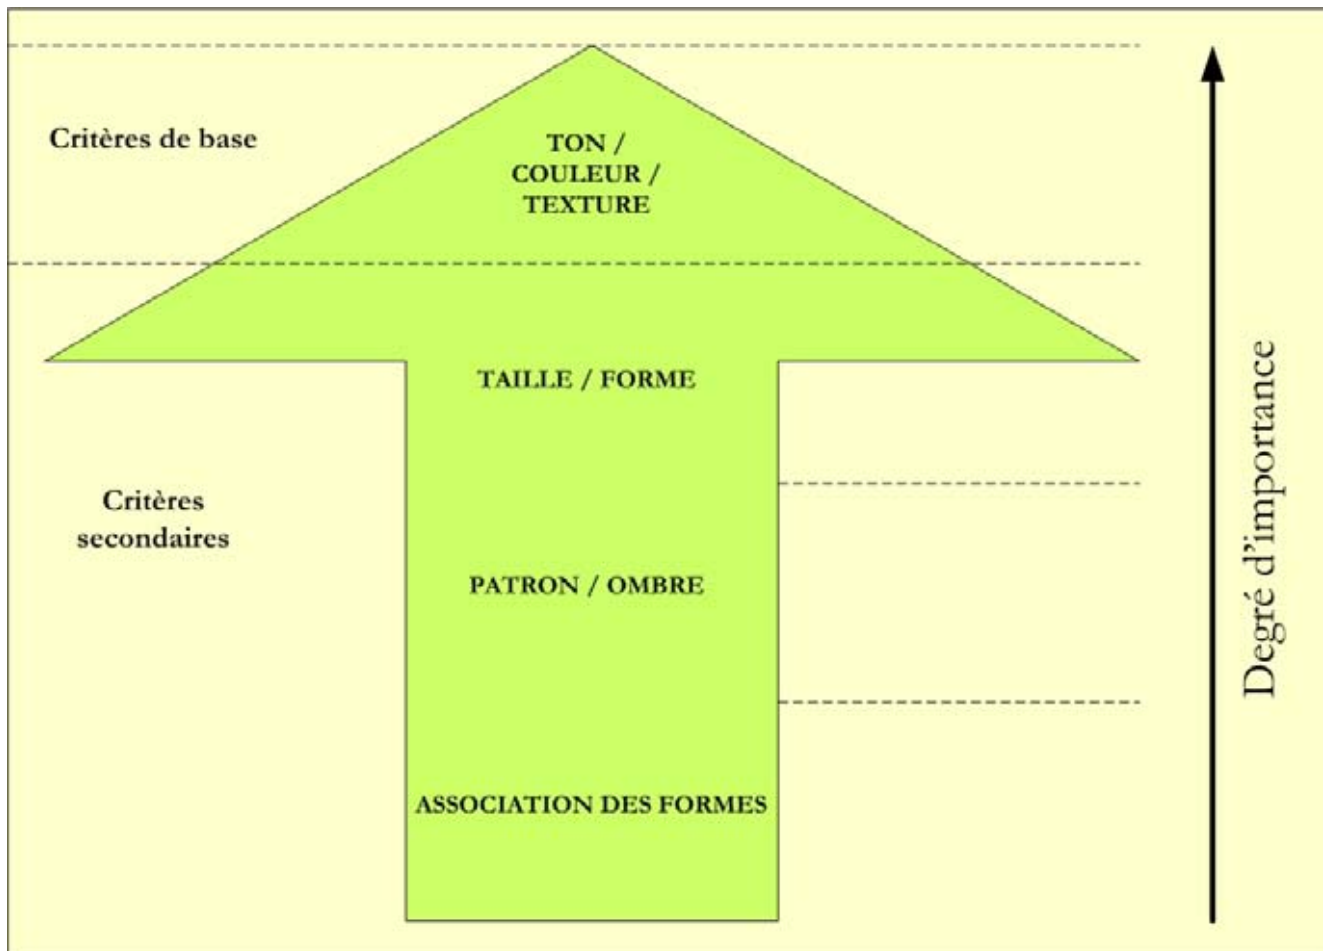 Critères de base
TON /
COULEUR /
TEXTURE
TAILLE / FORME
Critères
secondaires
PATRON / OMBRE
ASSOCIATION DES FORMES
Degré d'importance